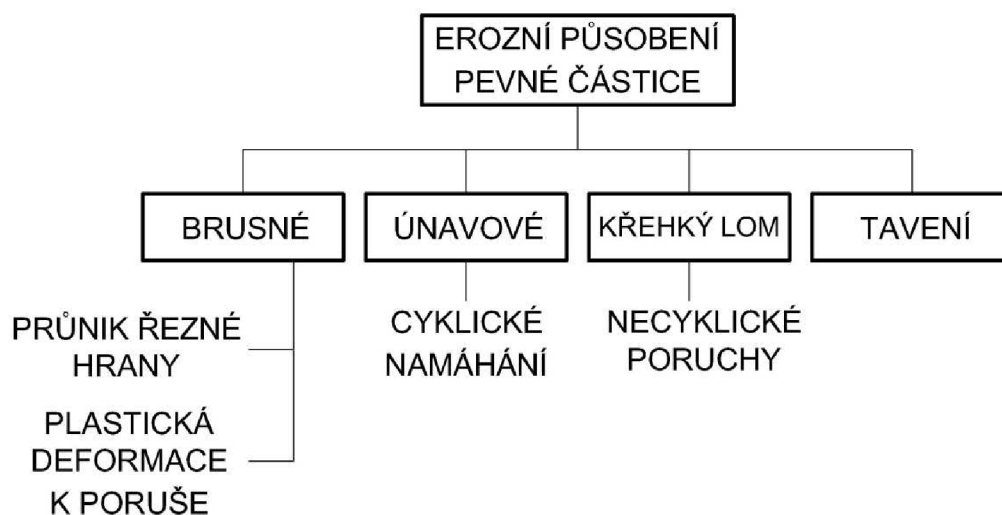 EROZNÍ PŮSOBENÍ
PEVNÉ ČÁSTICE
BRUSNÉ
ÚNAVOVÉ
KŘEHKÝ LOM
TAVENÍ
PRŮNIK ŘEZNÉ
HRANY
PLASTICKÁ
DEFORMACE
K PORUŠE
CYKLICKÉ
NAMÁHÁNÍ
NECYKLICKÉ
PORUCHY